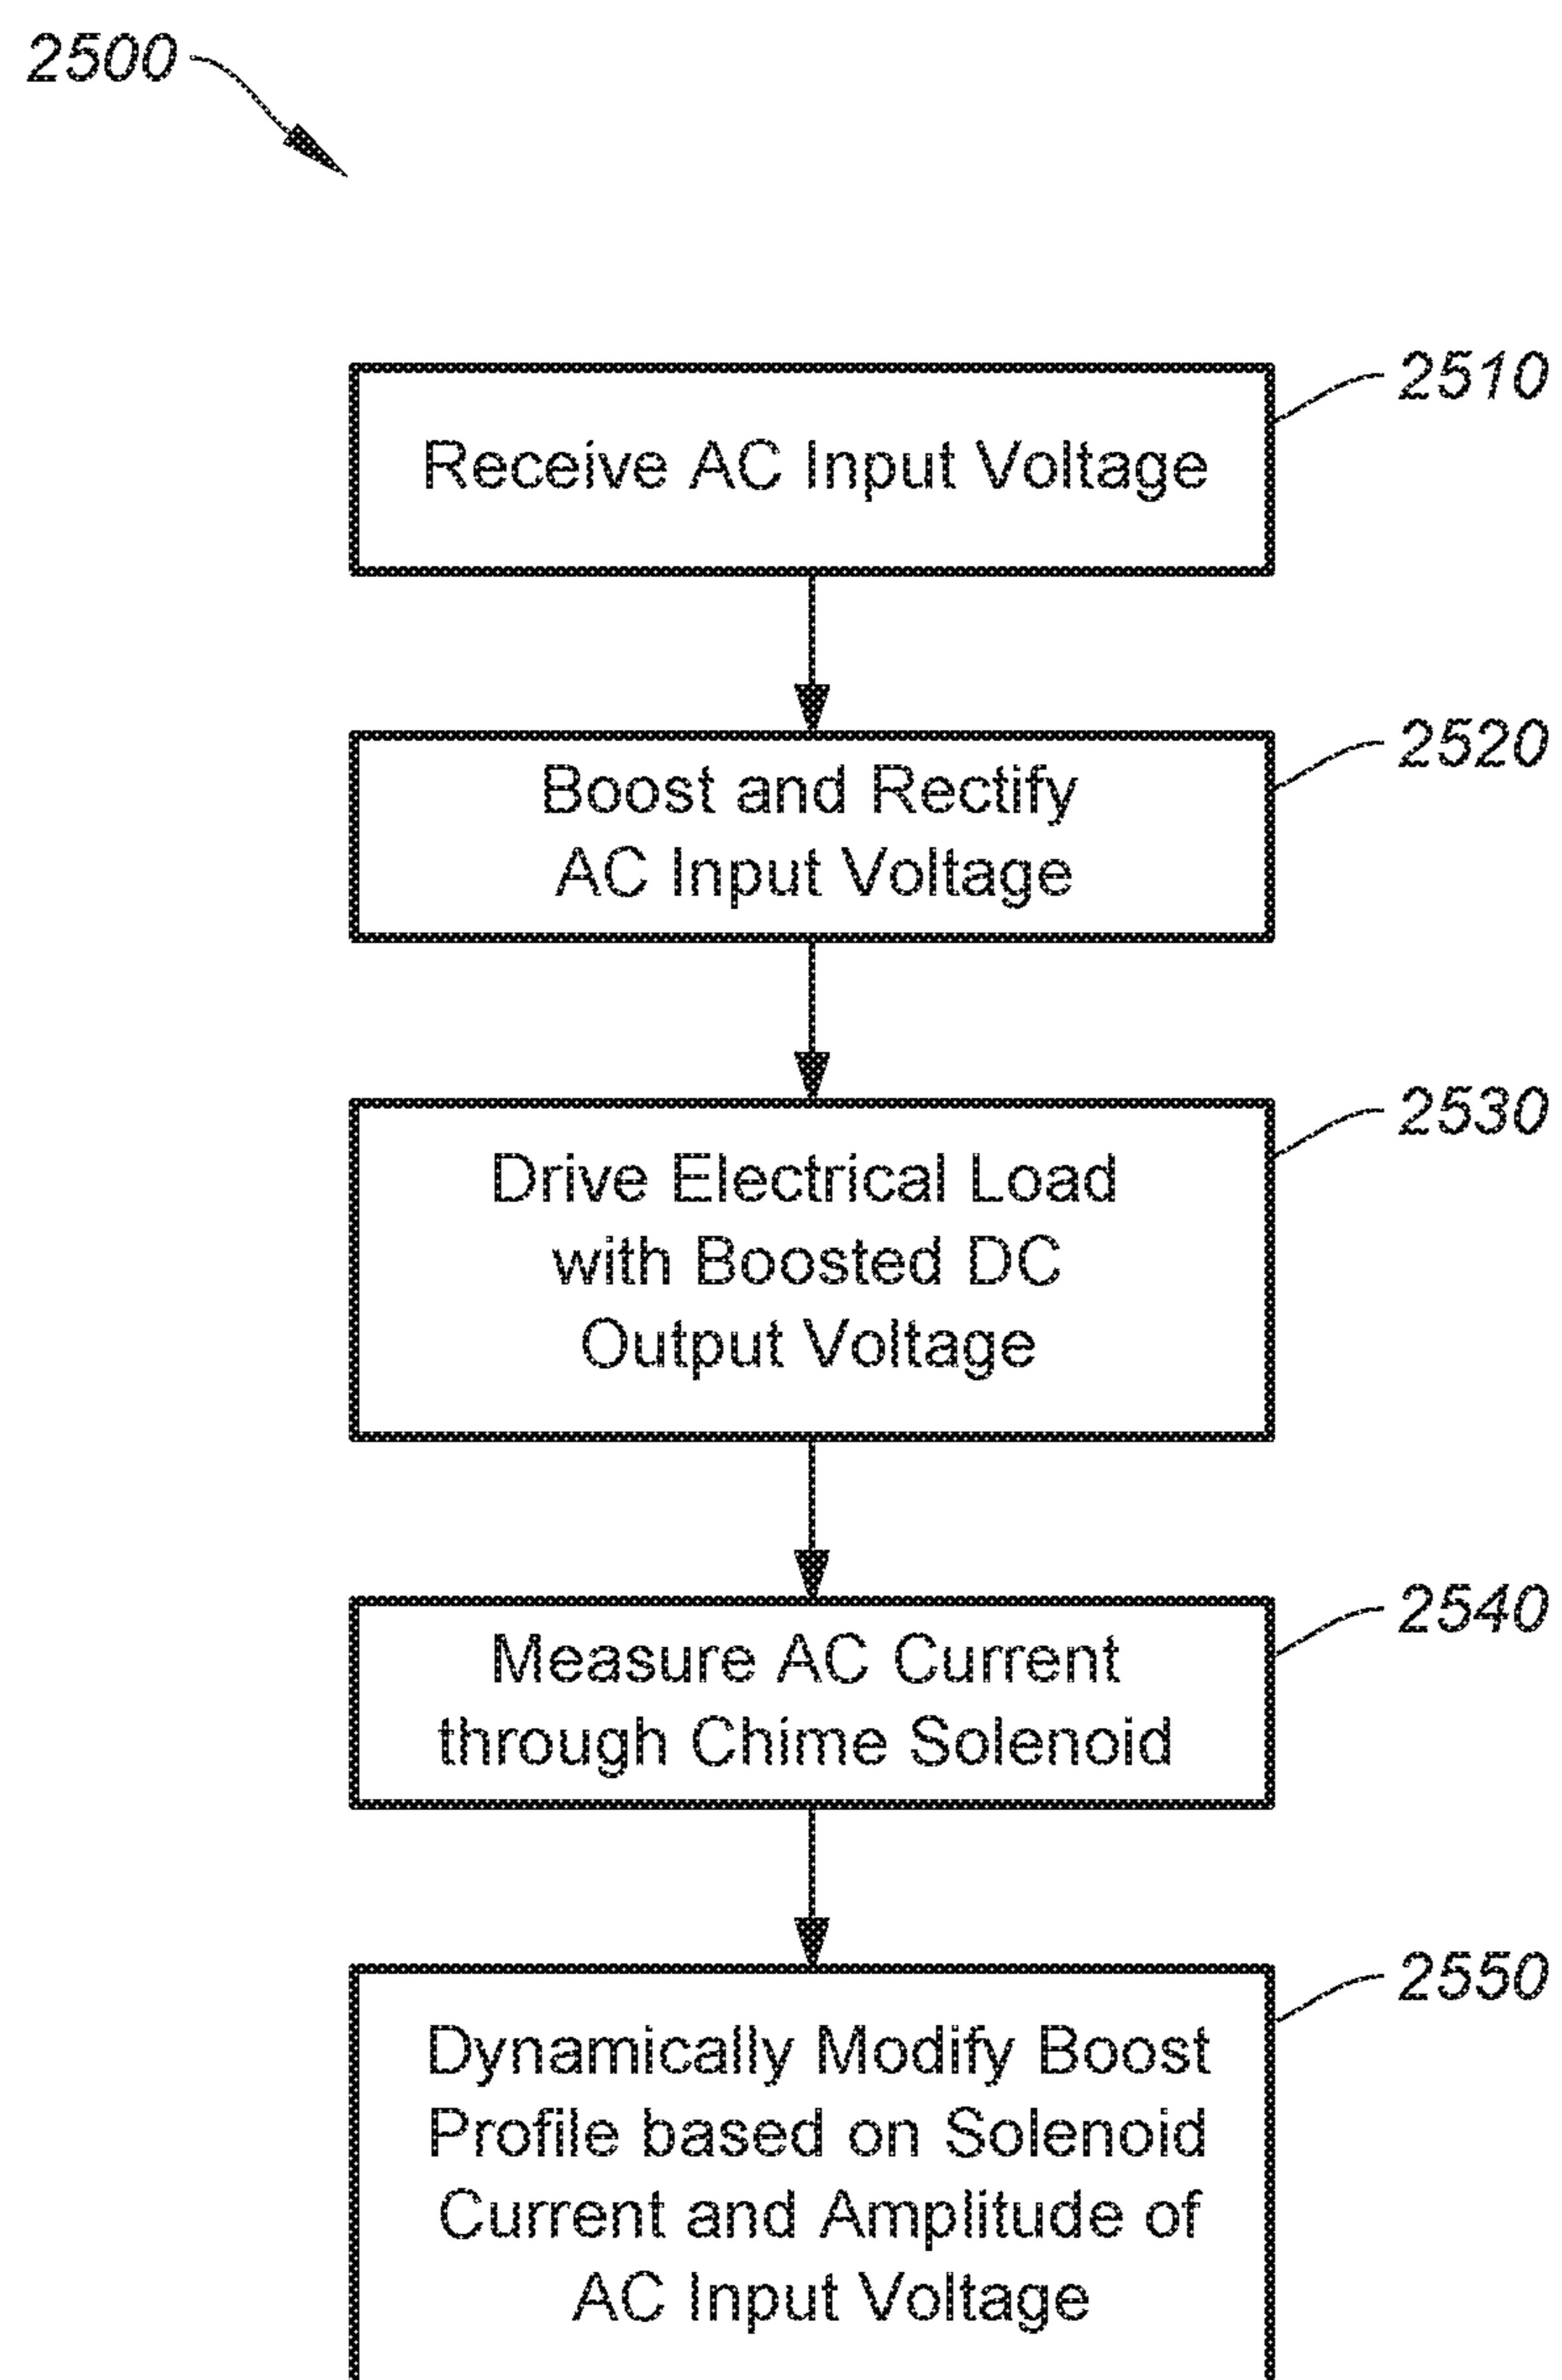 2500
2510
Receive AC Input Voltage
2520
Boost and Rectify
AC Input Voltage
2530
Drive Electrical Load
with Boosted DC
Output Voltage
2540
Measure AC Current
through Chime Solenoid
2550
Dynamically Modify Boost
Profile based on Solenoid
Current and Amplitude of
AC Input Voltage